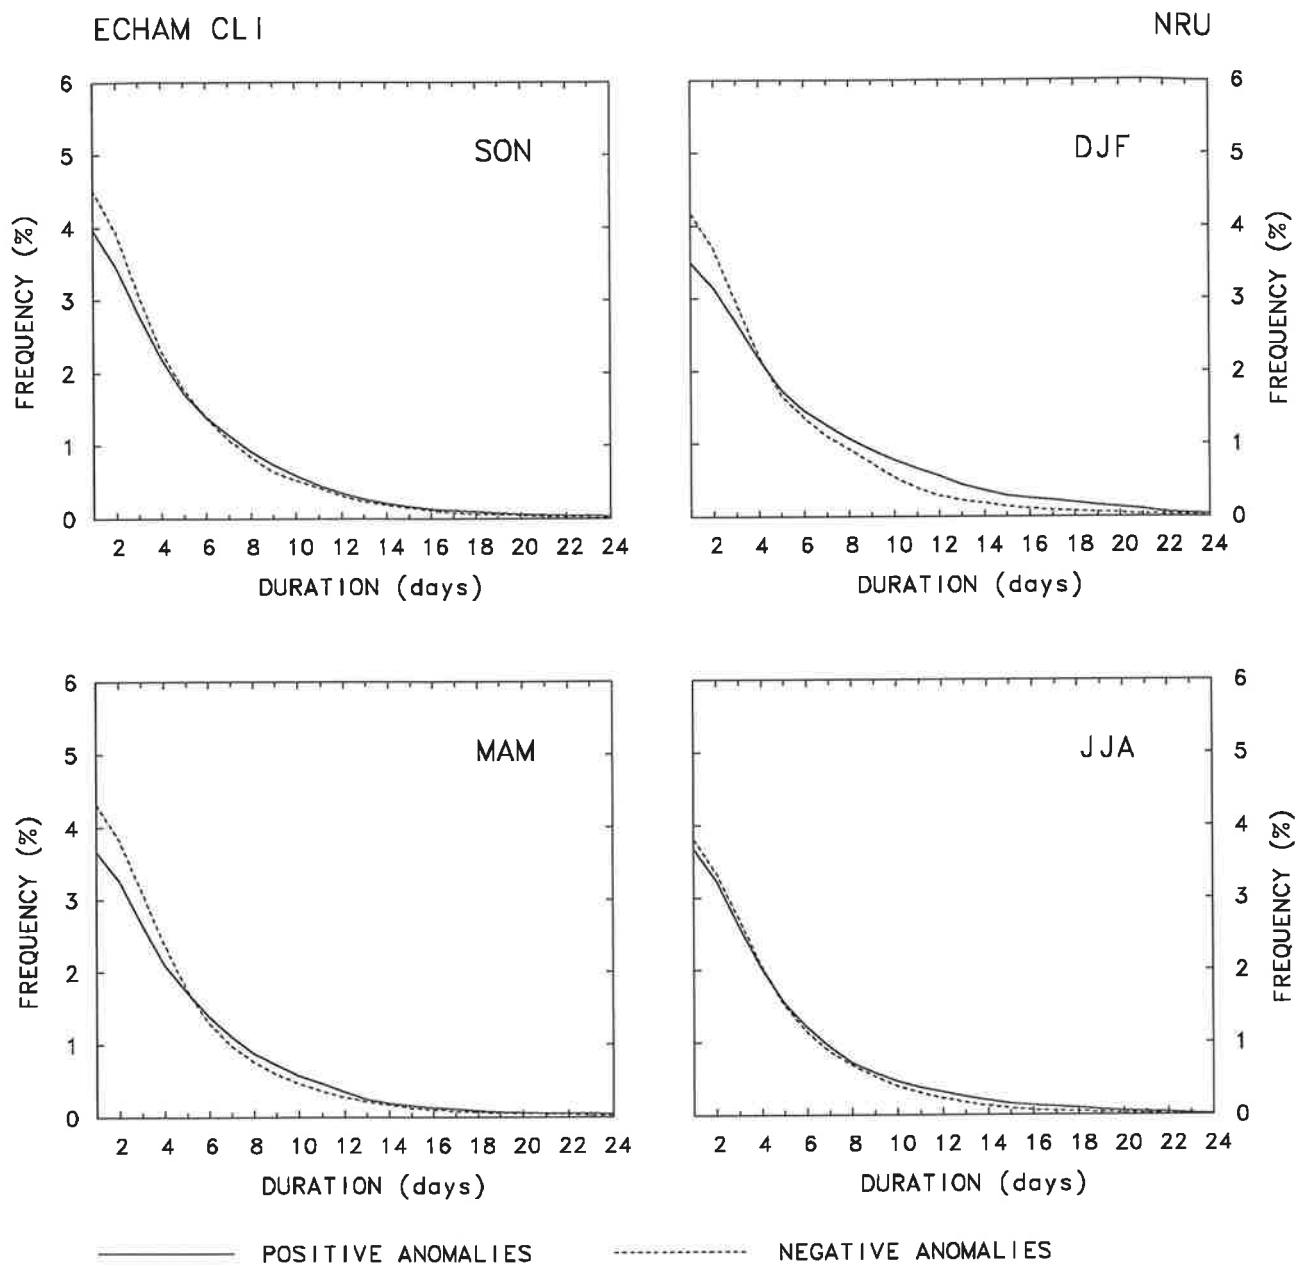 ECHAM CLI NRU
6
5
4
3
2
1
0
FREQUENCY (%)
SON
2 4 6 8 10 12 14 16 18 20 22 24
DURATION (days)
6
5
4
3
2
1
0
FREQUENCY (%)
DJF
2 4 6 8 10 12 14 16 18 20 22 24
DURATION (days)
6
5
4
3
2
1
0
FREQUENCY (%)
MAM
2 4 6 8 10 12 14 16 18 20 22 24
DURATION (days)
6
5
4
3
2
1
0
FREQUENCY (%)
JJA
2 4 6 8 10 12 14 16 18 20 22 24
DURATION (days)
POSITIVE ANOMALIES NEGATIVE ANOMALIES